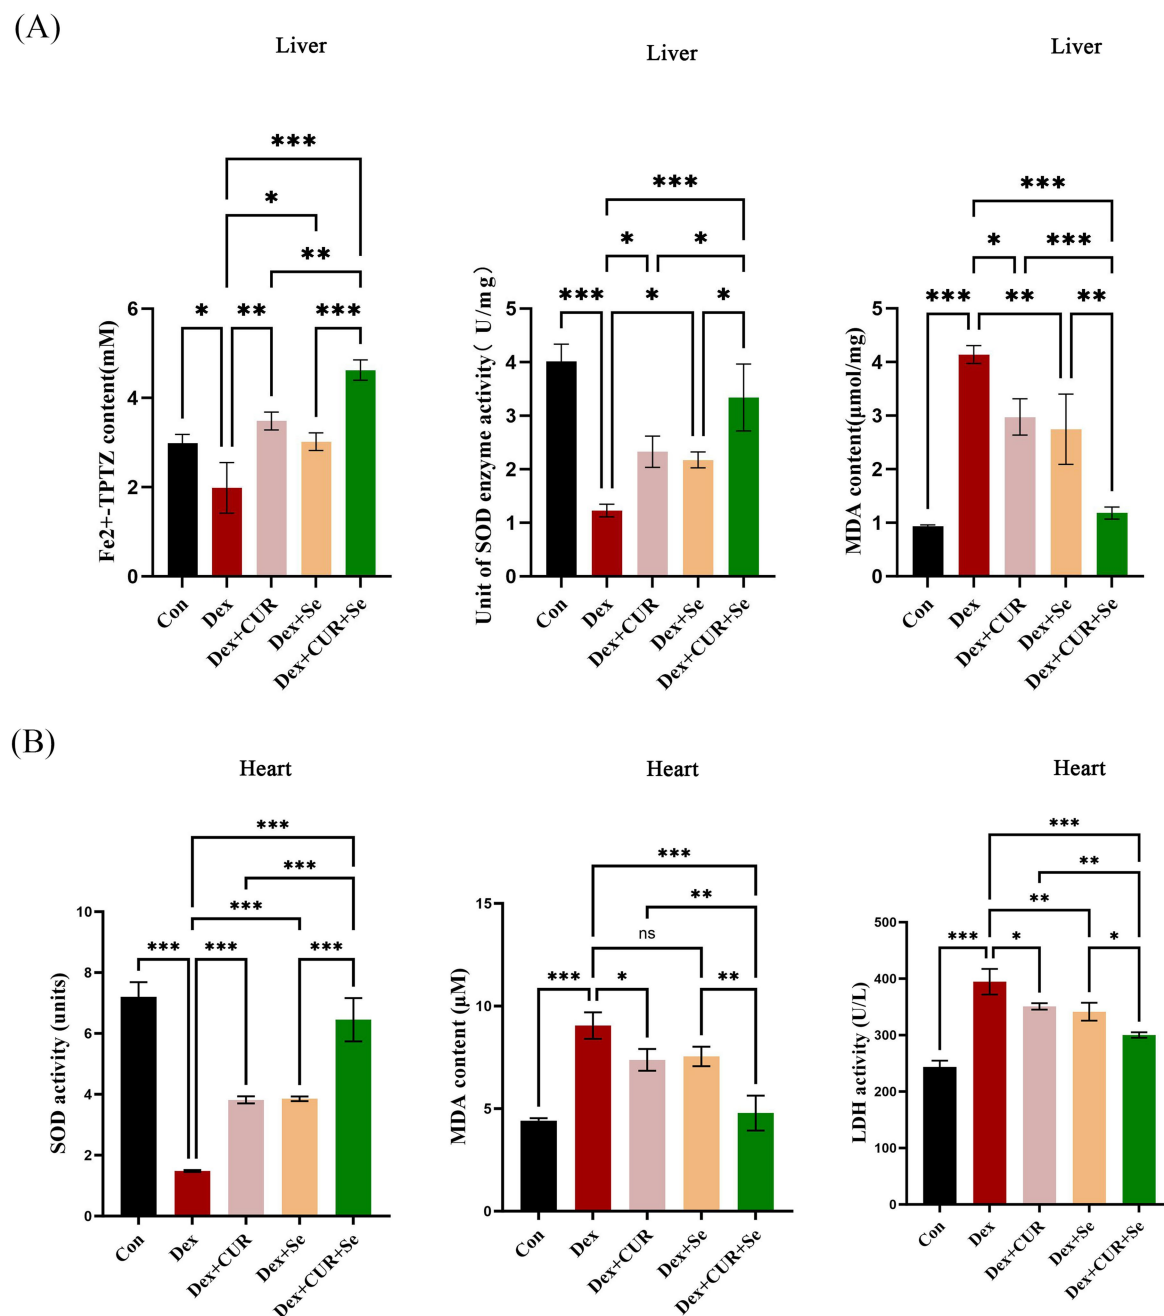 (A)
Liver
Liver
Liver
***
*
**
*
**
***
Fe2+-TPTZ content(mM)
6
4
2
0
Con
Dex
Dex+CUR
Dex+Se
Dex+CUR+Se
***
*
*
***
*
*
Unit of SOD enzyme activity( U/mg)
5
4
3
2
1
0
Con
Dex
Dex+CUR
Dex+Se
Dex+CUR+Se
***
*
***
***
**
**
MDA content(μmol/mg)
5
4
3
2
1
0
Con
Dex
Dex+CUR
Dex+Se
Dex+CUR+Se
(B)
Heart
Heart
Heart
***
***
***
***
***
***
SOD activity (units)
10
8
6
4
2
0
Con
Dex
Dex+CUR
Dex+Se
Dex+CUR+Se
***
**
ns
***
*
**
MDA content (μM)
15
10
5
0
Con
Dex
Dex+CUR
Dex+Se
Dex+CUR+Se
***
**
**
***
*
*
LDH activity (U/L)
500
400
300
200
100
0
Con
Dex
Dex+CUR
Dex+Se
Dex+CUR+Se